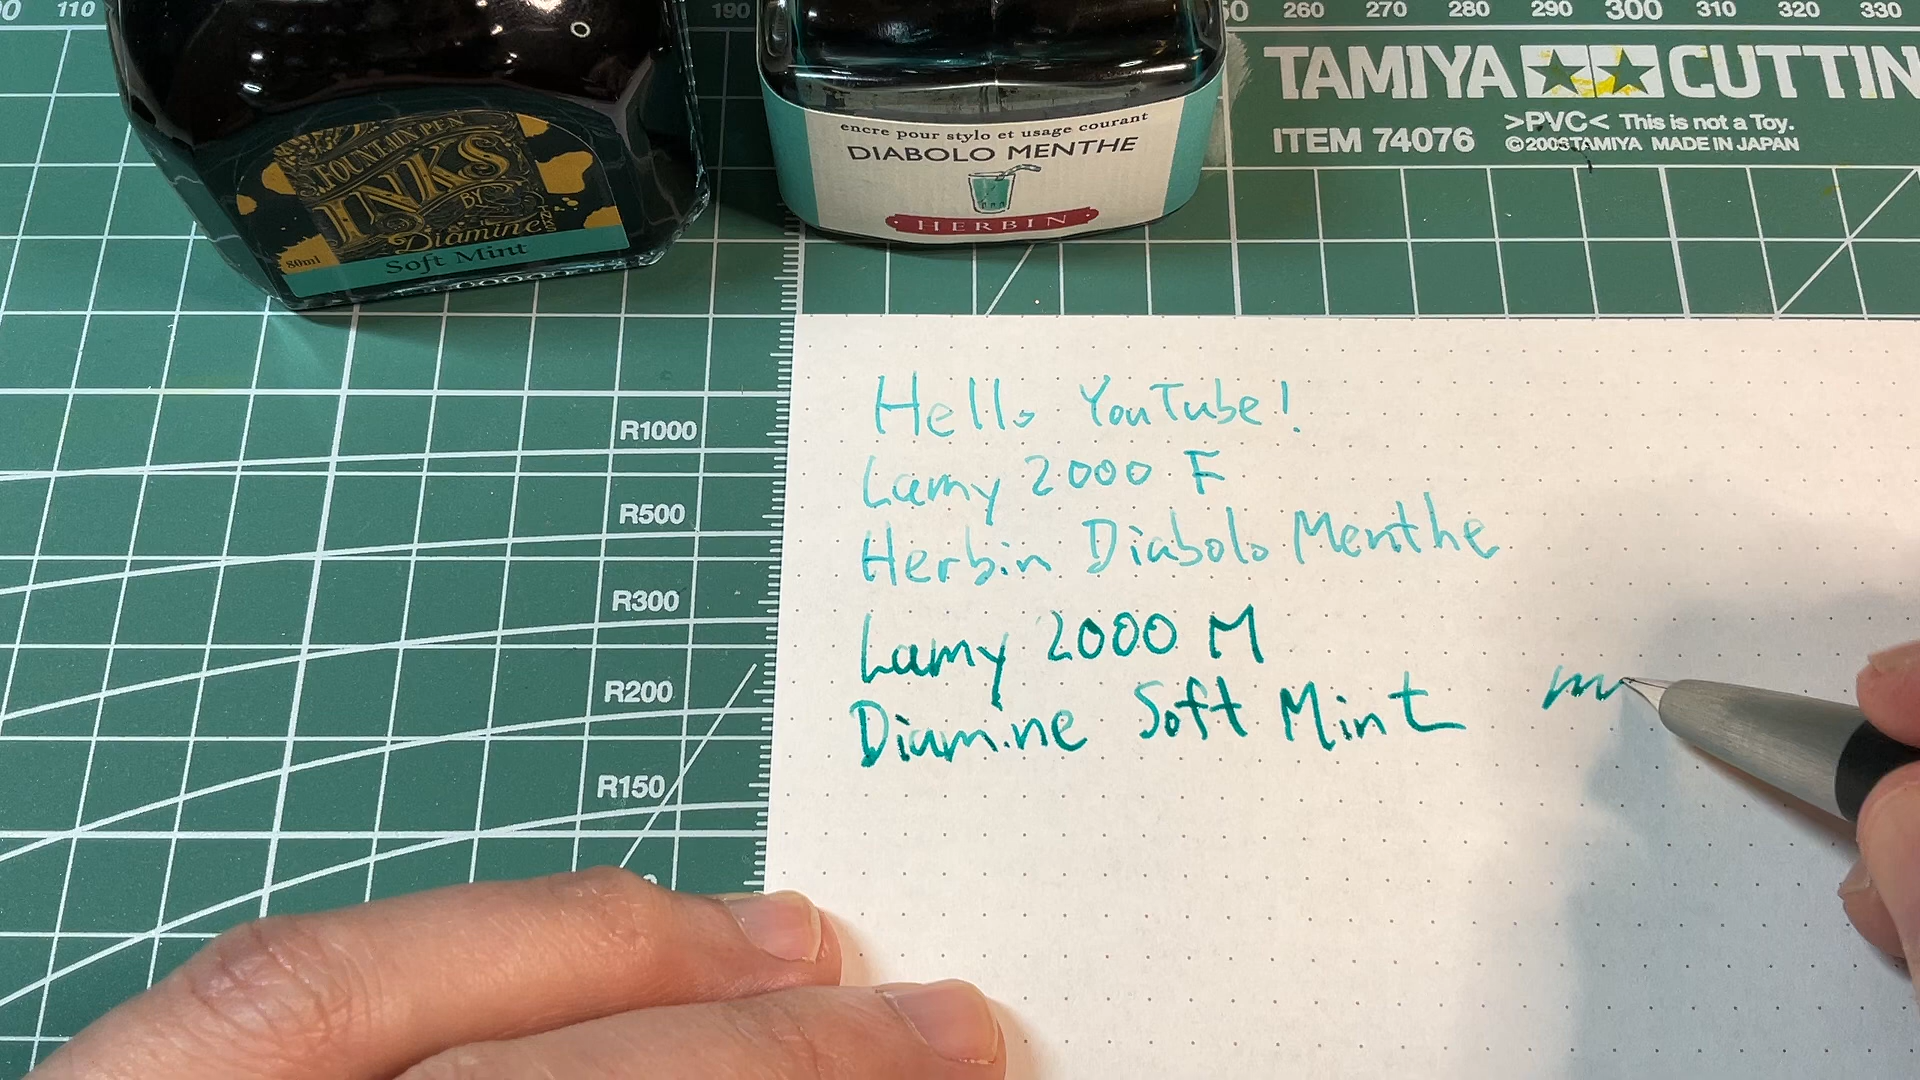 110 190 260 270 280 290 300 310 320 330
TAMIYA CUTTIN
ITEM 74076 >PVC< This is not a Toy.
©2003 TAMIYA MADE IN JAPAN
FOUNTAIN PEN
INKS
BY
Diamine
80ml Soft Mint
encre pour stylo et usage courant
DIABOLO MENTHE
HERBIN
R1000
R500
R300
R200
R150
Hello YouTube!
Lamy 2000 F
Herbin Diabolo Menthe
Lamy 2000 M
Diamine Soft Mint